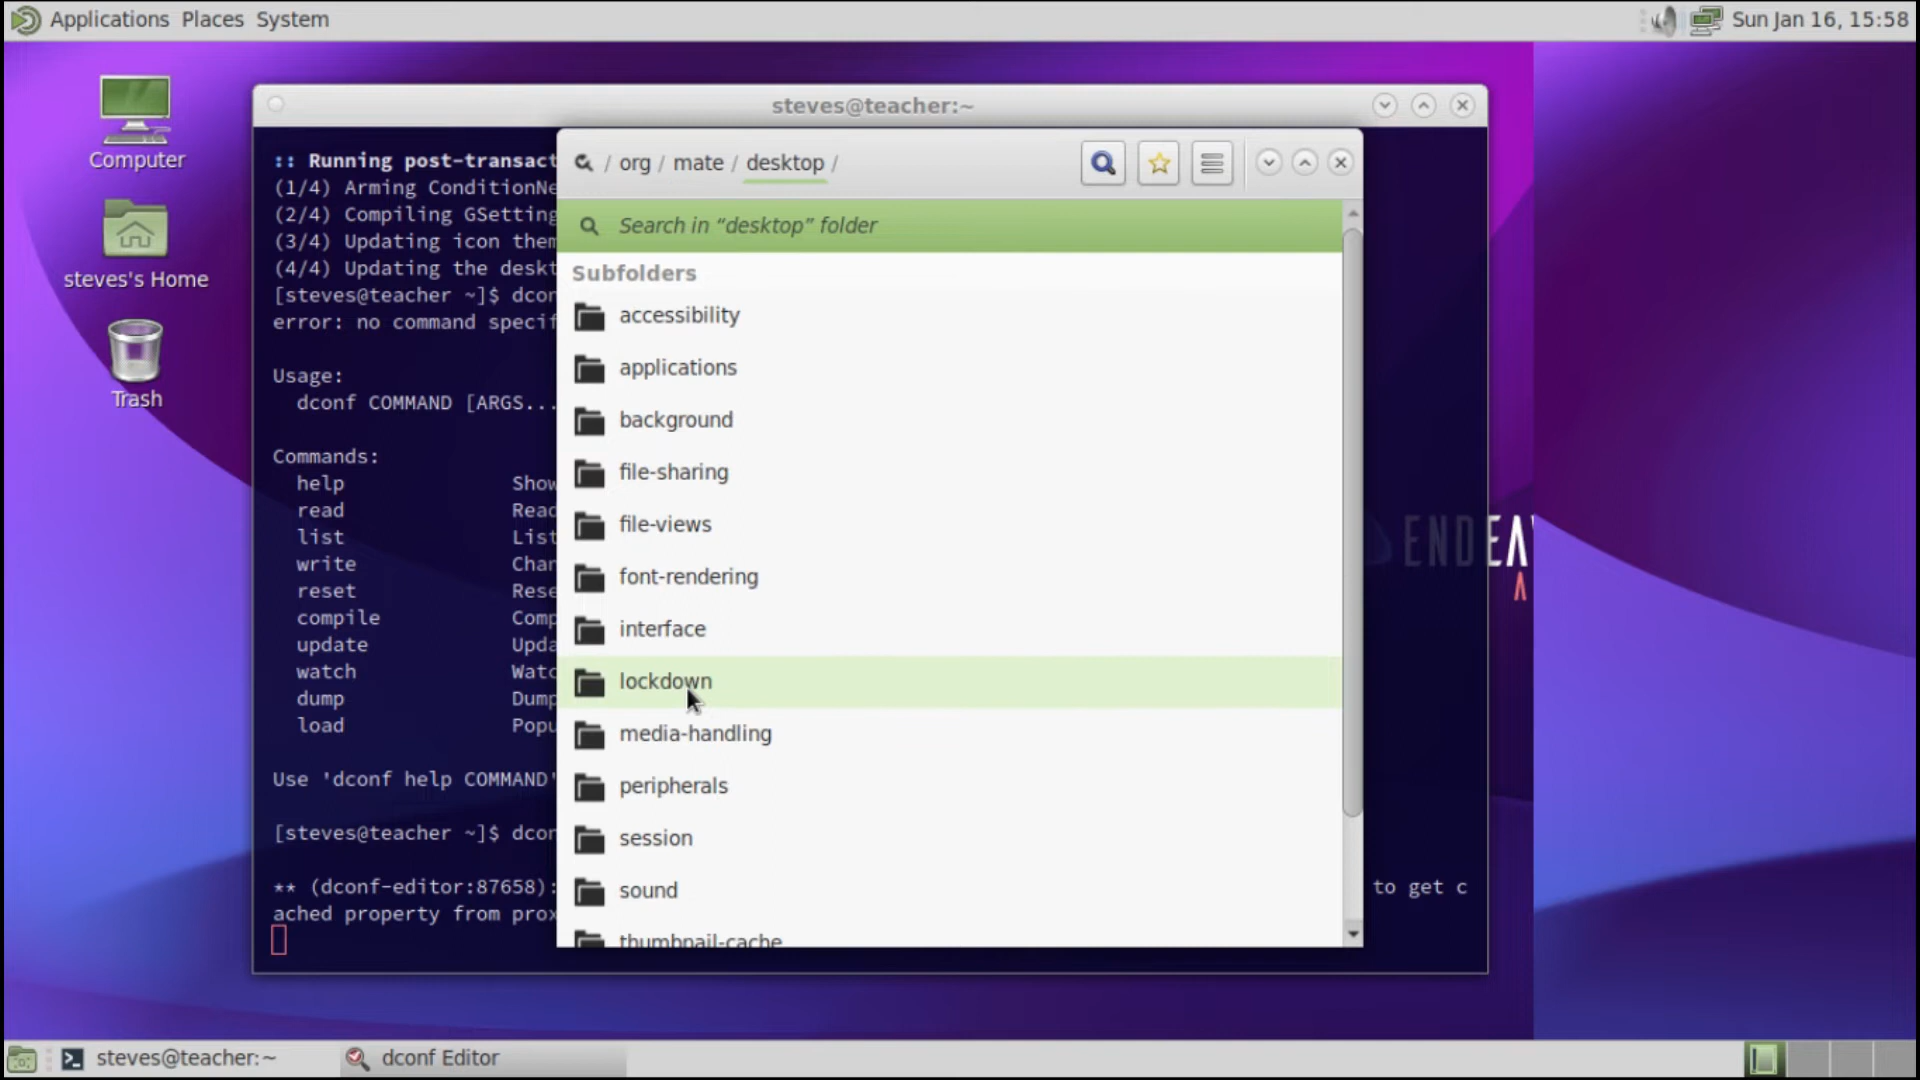 Applications Places System
Sun Jan 16, 15:58
Computer
steves's Home
Trash
steves@teacher:~
:: Running post-transact
(1/4) Arming ConditionNe
(2/4) Compiling GSetting
(3/4) Updating icon them
(4/4) Updating the deskt
[steves@teacher ~]$ dcon
error: no command specif
Usage:
dconf COMMAND [ARGS...
Commands:
help Show
read Read
list List
write Chan
reset Rese
compile Comp
update Upda
watch Watc
dump Dump
load Popu
Use 'dconf help COMMAND'
[steves@teacher ~]$ dcon
** (dconf-editor:87658): to get c
ached property from prox
/ org / mate / desktop /
Search in “desktop” folder
Subfolders
accessibility
applications
background
file-sharing
file-views
font-rendering
interface
lockdown
media-handling
peripherals
session
sound
thumbnail-cache
ENDEAV
steves@teacher:~
dconf Editor